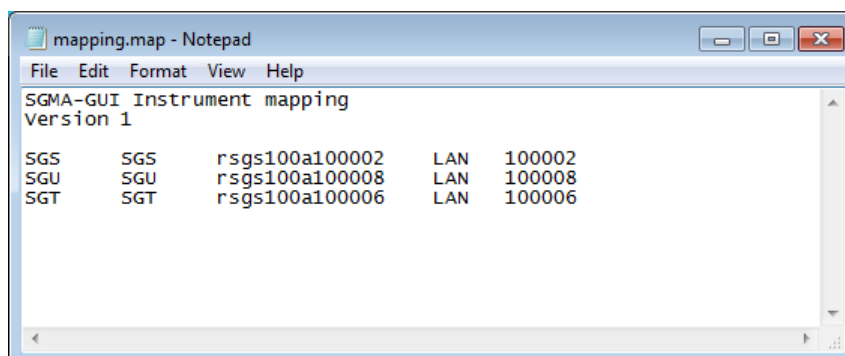 mapping.map - Notepad
File Edit Format View Help
SGMA-GUI Instrument mapping
Version 1
SGS SGS rsgs100a100002 LAN 100002
SGU SGU rsgs100a100008 LAN 100008
SGT SGT rsgs100a100006 LAN 100006